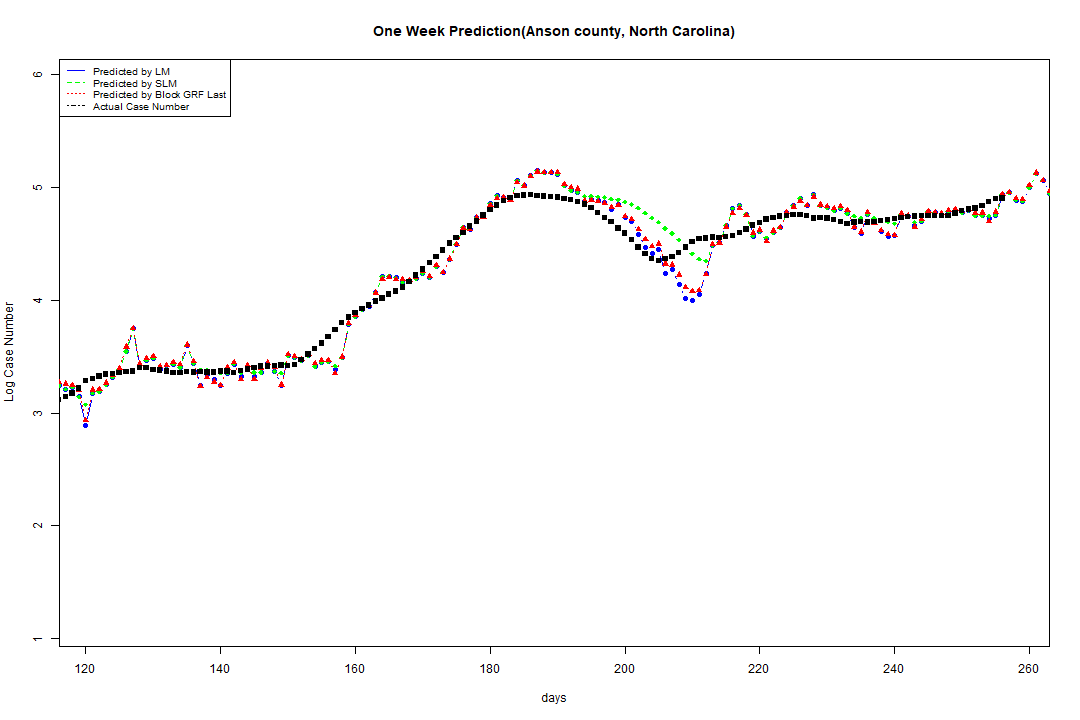 One Week Prediction(Anson county, North Carolina)
Predicted by LM
Predicted by SLM
Predicted by Block GRF Last
Actual Case Number
6
5
4
3
2
1
Log Case Number
120 140 160 180 200 220 240 260
days